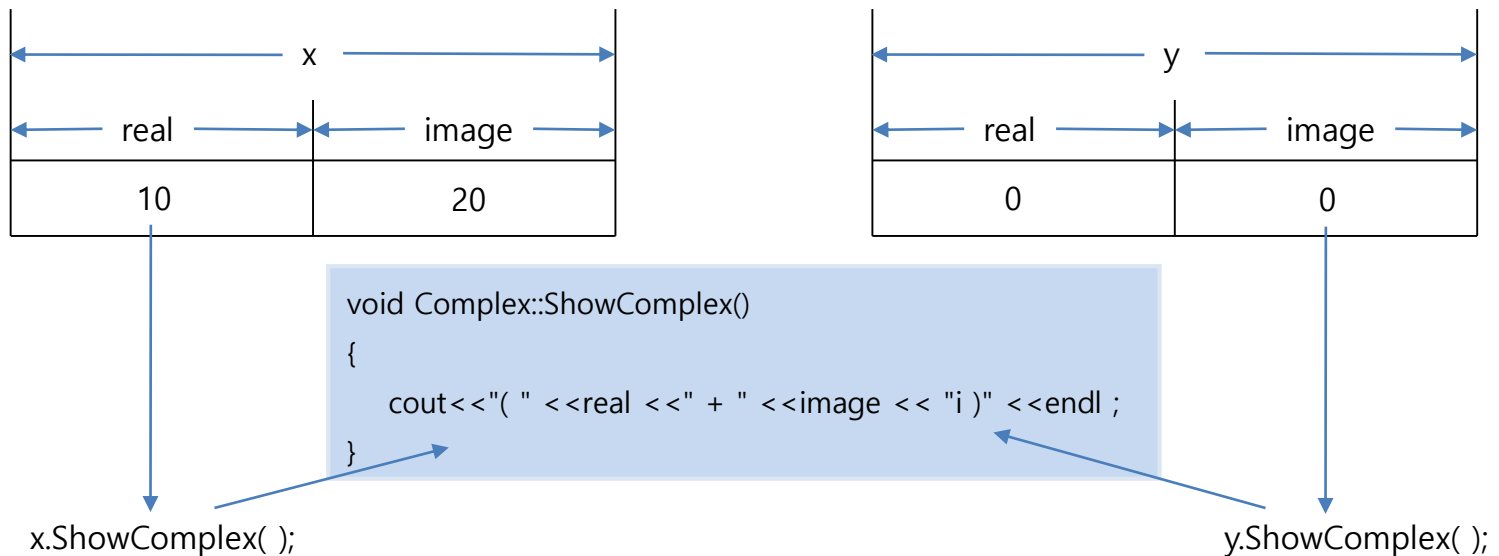 x y
real image real image
10 20 0 0
void Complex::ShowComplex()
{
cout<<"( " <<real <<" + " <<image << "i )" <<endl ;
}
x.ShowComplex( ); y.ShowComplex( );